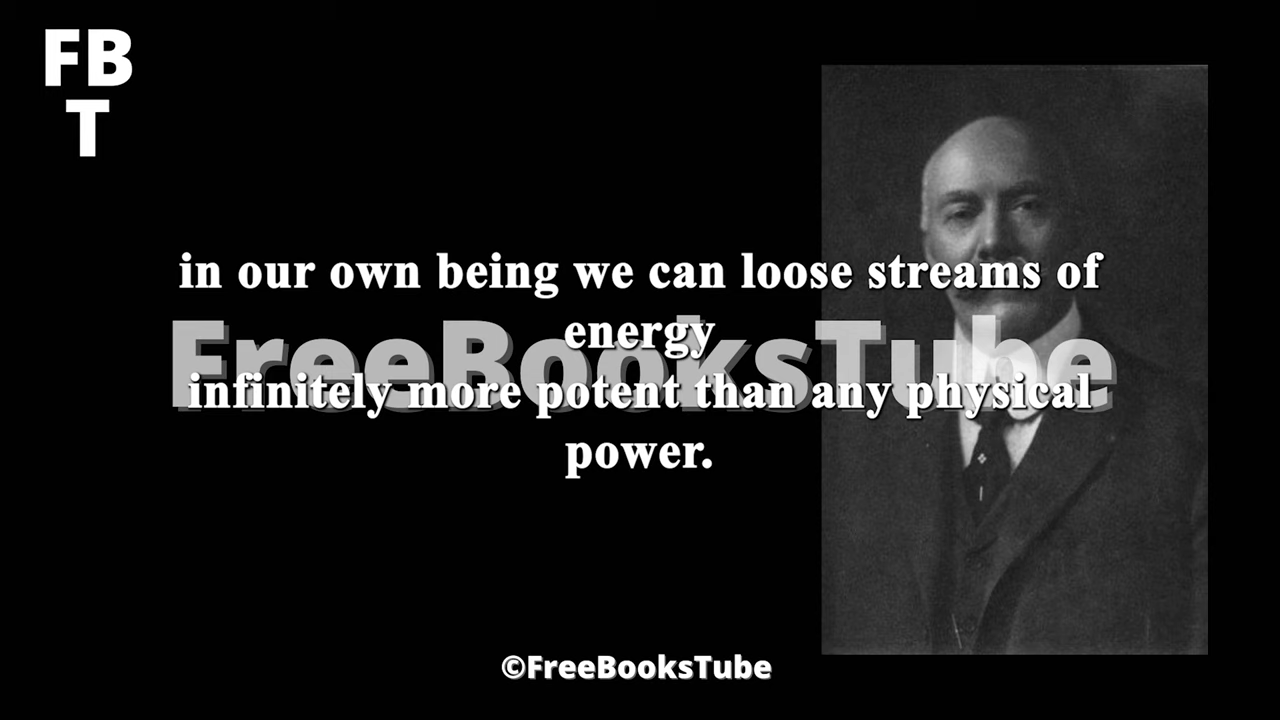 FB
T
in our own being we can loose streams of
energy
FreeBooksTube
infinitely more potent than any physical
power.
©FreeBooksTube